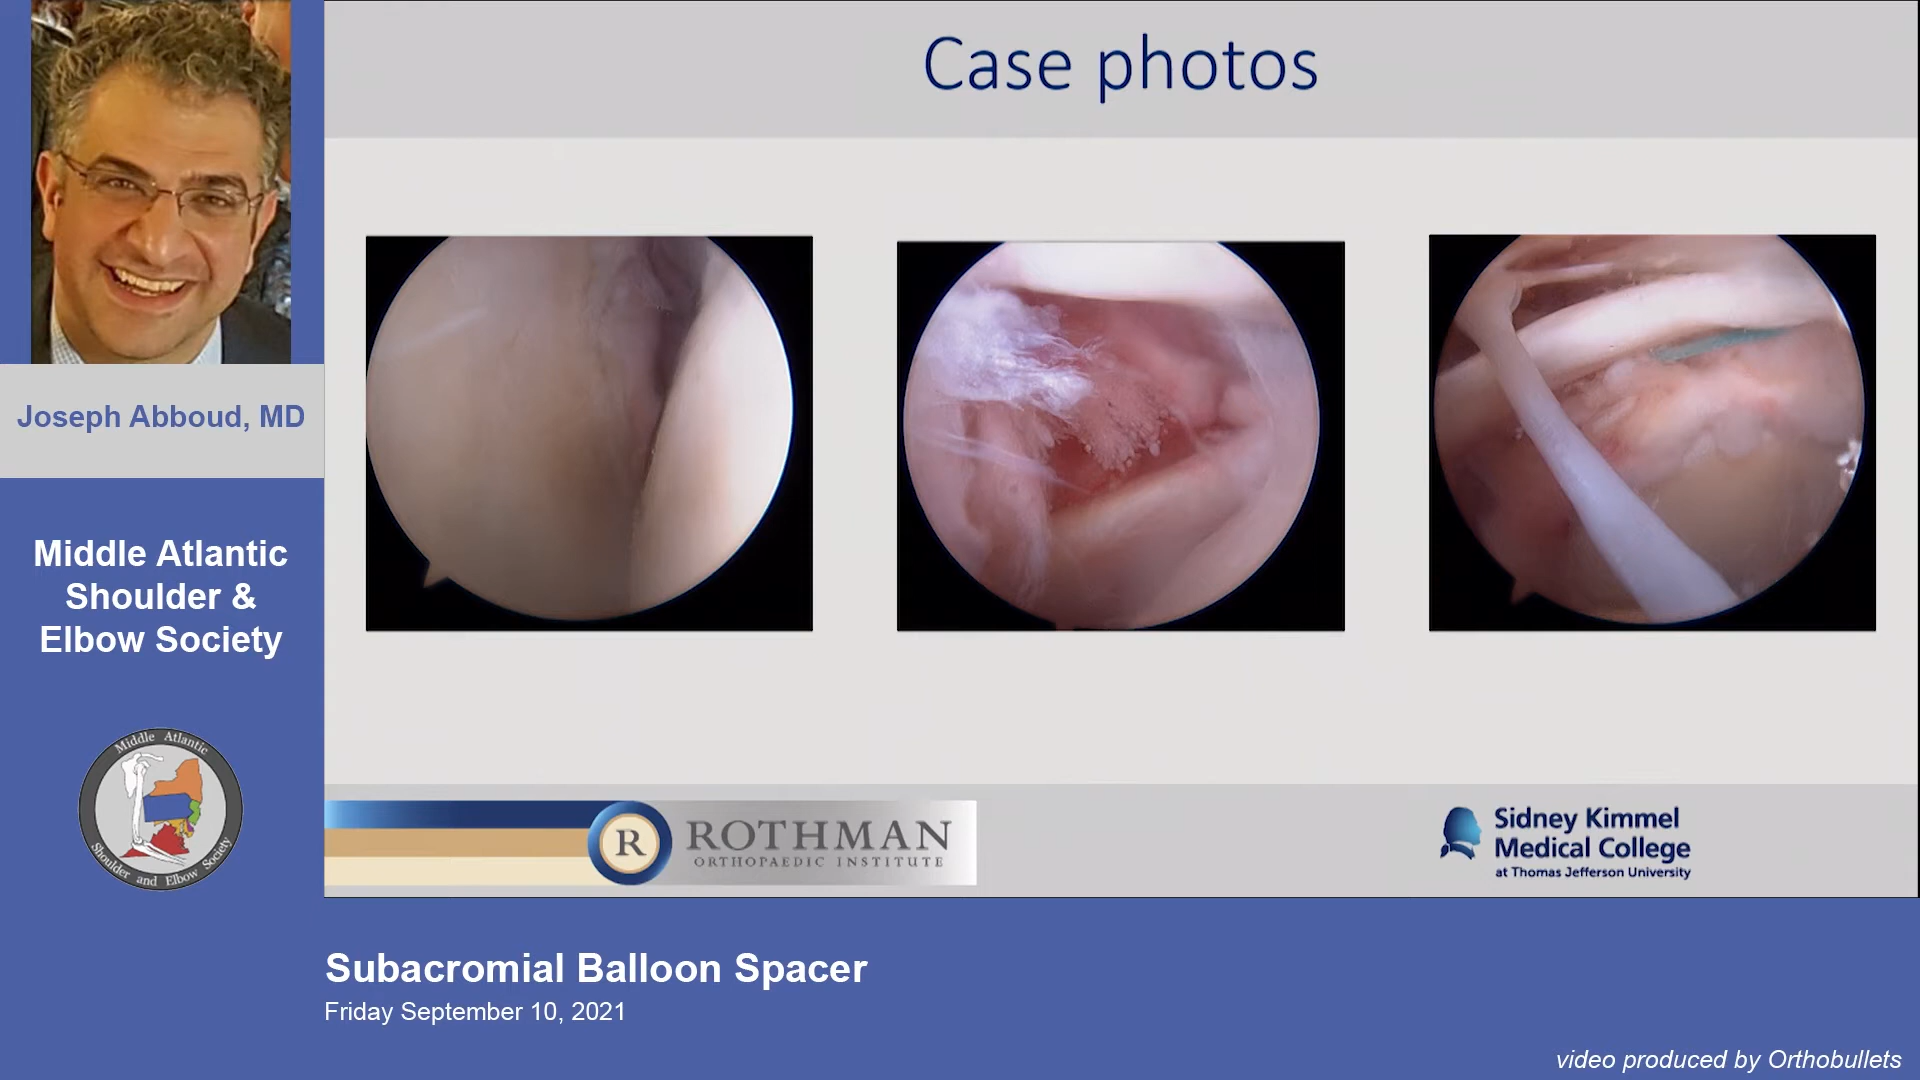 Case photos
Joseph Abboud, MD
Middle Atlantic
Shoulder &
Elbow Society
Middle Atlantic
Shoulder and Elbow Society
R
ROTHMAN
ORTHOPAEDIC INSTITUTE
Sidney Kimmel
Medical College
at Thomas Jefferson University
Subacromial Balloon Spacer
Friday September 10, 2021
video produced by Orthobullets